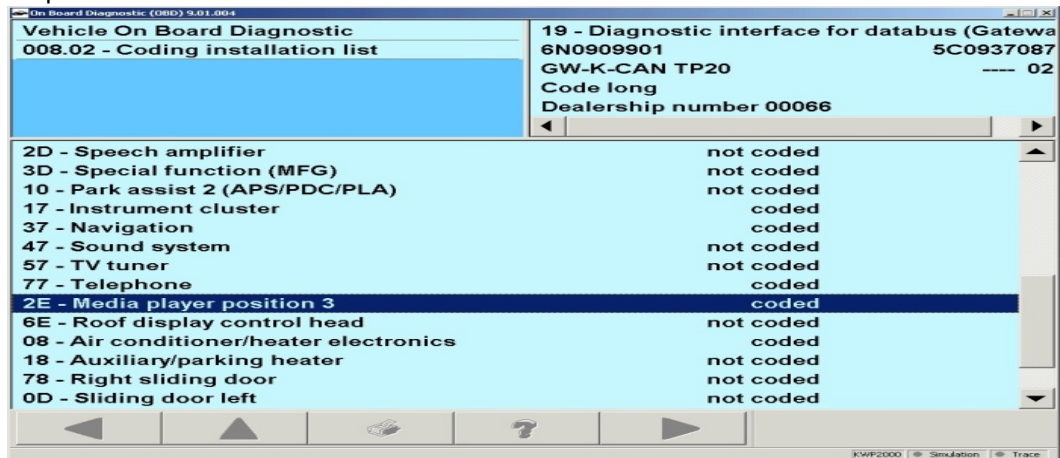 On Board Diagnostic (OBD) 9.01.004
Vehicle On Board Diagnostic
008.02 - Coding installation list
19 - Diagnostic interface for databus (Gatewa
6N0909901 5C0937087
GW-K-CAN TP20 ---- 02
Code long
Dealership number 00066
2D - Speech amplifier not coded
3D - Special function (MFG) not coded
10 - Park assist 2 (APS/PDC/PLA) not coded
17 - Instrument cluster coded
37 - Navigation coded
47 - Sound system not coded
57 - TV tuner not coded
77 - Telephone coded
2E - Media player position 3 coded
6E - Roof display control head not coded
08 - Air conditioner/heater electronics coded
18 - Auxiliary/parking heater not coded
78 - Right sliding door not coded
0D - Sliding door left not coded
?
KWP2000 Simulation Trace